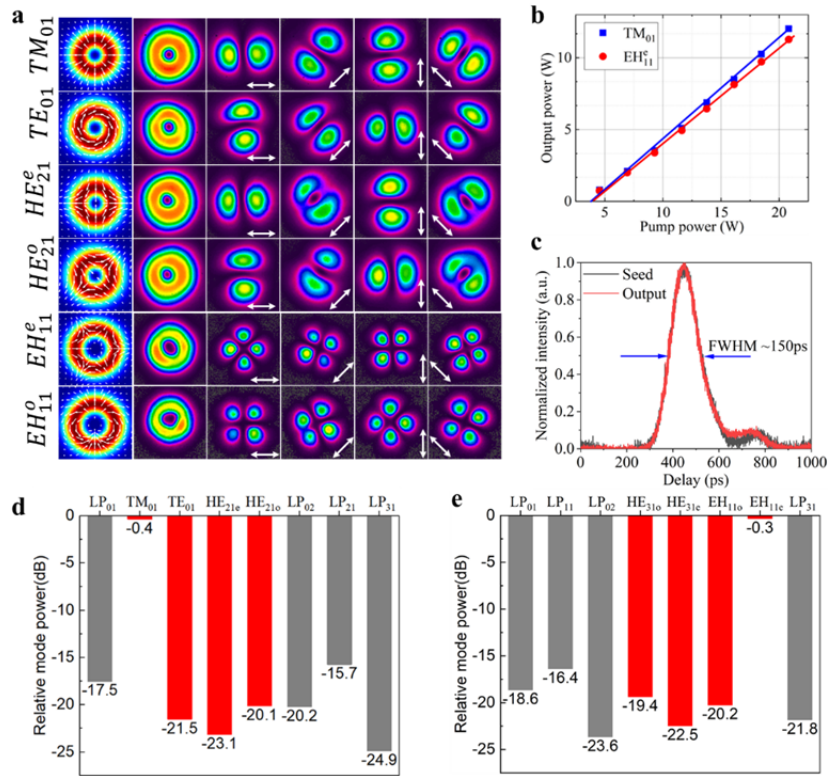 a
TM₀₁
TE₀₁
HEᵉ₂₁
HEᵒ₂₁
EHᵉ₁₁
EHᵒ₁₁
b
TM₀₁
EHᵉ₁₁
Output power (W)
10
5
0
5 10 15 20
Pump power (W)
c
Seed
Output
FWHM ~150ps
Normalized intensity (a.u.)
1.0
0.8
0.6
0.4
0.2
0.0
0 200 400 600 800 1000
Delay (ps)
d
LP₀₁ TM₀₁ TE₀₁ HE₂₁ₑ HE₂₁ₒ LP₀₂ LP₂₁ LP₃₁
Relative mode power(dB)
0
-5
-10
-15
-20
-25
-17.5
-0.4
-21.5
-23.1
-20.1
-20.2
-15.7
-24.9
e
LP₀₁ LP₁₁ LP₀₂ HE₃₁ₒ HE₃₁ₑ EH₁₁ₒ EH₁₁ₑ LP₃₁
Relative mode power(dB)
0
-5
-10
-15
-20
-25
-18.6
-16.4
-23.6
-19.4
-22.5
-20.2
-0.3
-21.8